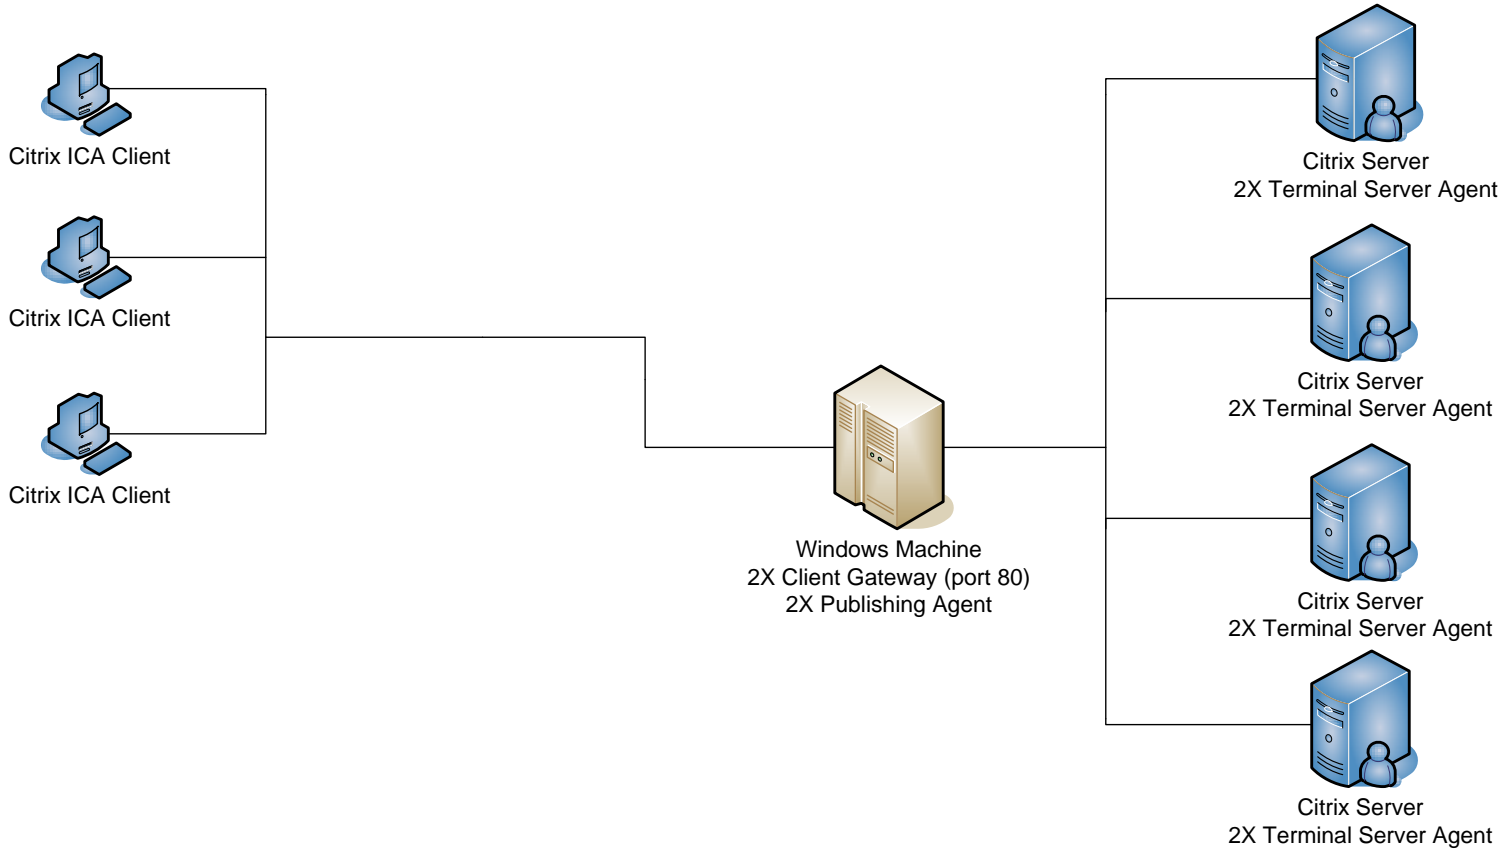 Citrix ICA Client
Citrix ICA Client
Citrix ICA Client
Windows Machine
2X Client Gateway (port 80)
2X Publishing Agent
Citrix Server
2X Terminal Server Agent
Citrix Server
2X Terminal Server Agent
Citrix Server
2X Terminal Server Agent
Citrix Server
2X Terminal Server Agent